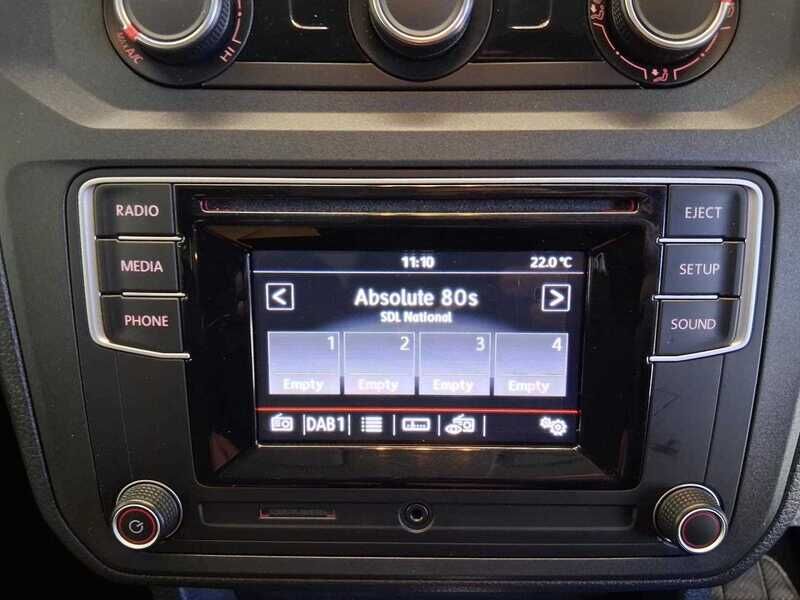 MAX A/C
HI
RADIO
MEDIA
PHONE
EJECT
SETUP
SOUND
11:10 22.0 °C
< Absolute 80s >
SDL National
1 2 3 4
Empty Empty Empty Empty
DAB1